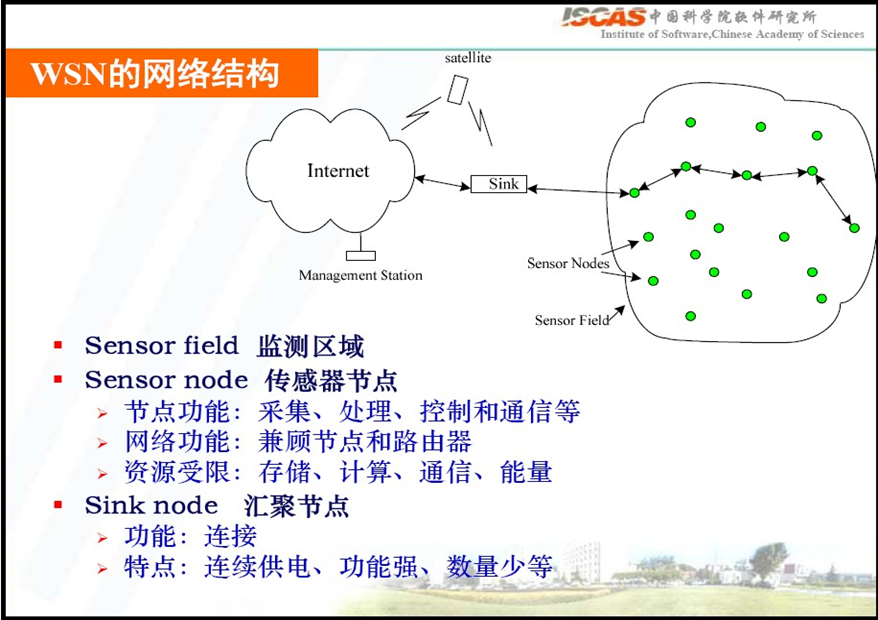 ISCAS 中国科学院软件研究所
Institute of Software,Chinese Academy of Sciences
WSN的网络结构
satellite
Internet
Sink
Management Station
Sensor Nodes
Sensor Field
Sensor field 监测区域
Sensor node 传感器节点
节点功能：采集、处理、控制和通信等
网络功能：兼顾节点和路由器
资源受限：存储、计算、通信、能量
Sink node 汇聚节点
功能：连接
特点：连续供电、功能强、数量少等